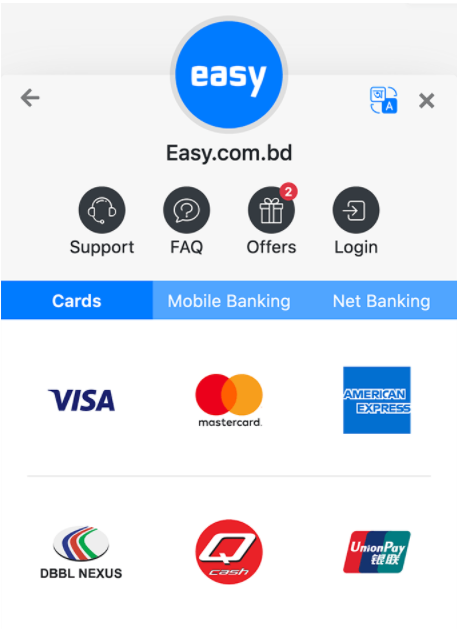 easy
অ
A
Easy.com.bd
2
Support FAQ Offers Login
Cards Mobile Banking Net Banking
VISA mastercard. AMERICAN
EXPRESS
DBBL NEXUS Q cash UnionPay
银联